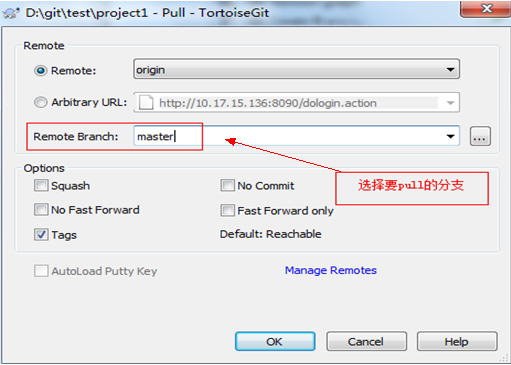 D:\git\test\project1 - Pull - TortoiseGit
Remote
Remote: origin
Arbitrary URL: http://10.17.15.136:8090/dologin.action
Remote Branch: master ...
选择要pull的分支
Options
Squash No Commit
No Fast Forward Fast Forward only
Tags Default: Reachable
AutoLoad Putty Key Manage Remotes
OK Cancel Help